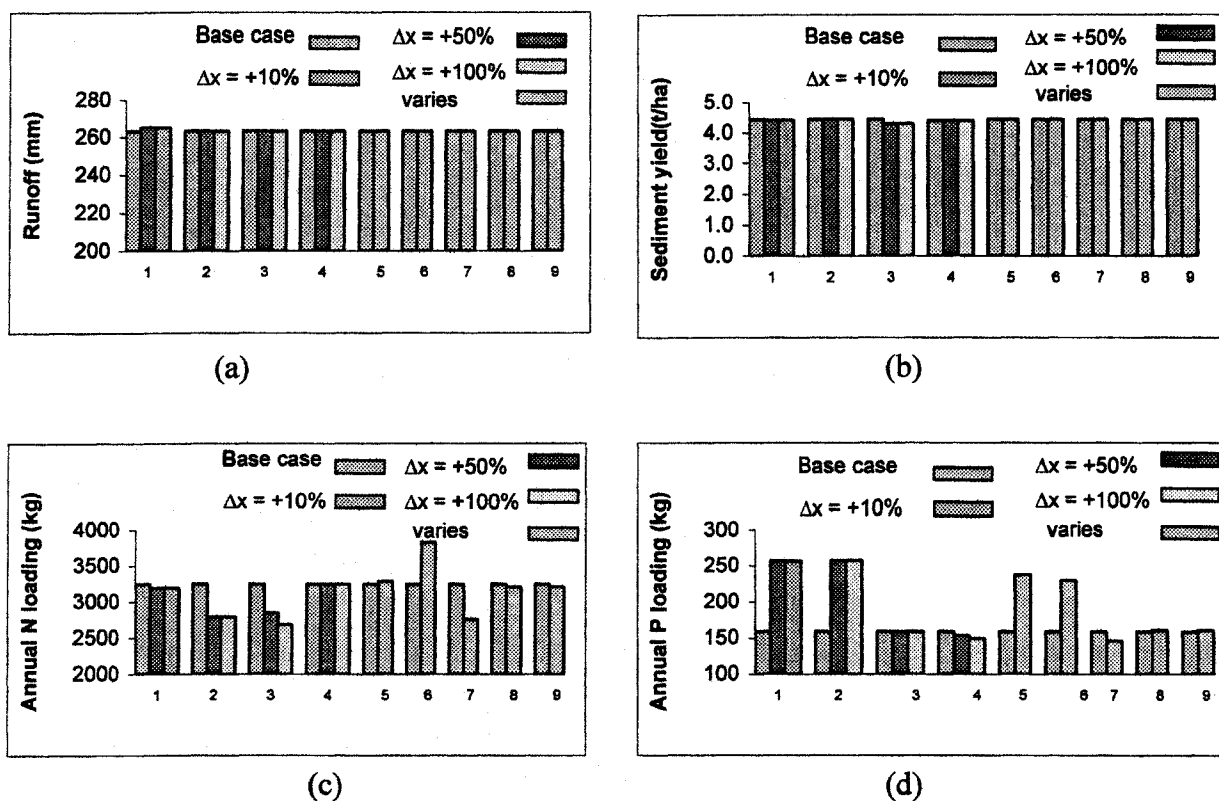 Base case
Δx = +50%
Δx = +10%
Δx = +100%
varies
Runoff (mm)
280
260
240
220
200
1 2 3 4 5 6 7 8 9
(a)
Base case
Δx = +50%
Δx = +10%
Δx = +100%
varies
Sediment yield(t/ha)
5.0
4.0
3.0
2.0
1.0
0.0
1 2 3 4 5 6 7 8 9
(b)
Base case
Δx = +50%
Δx = +10%
Δx = +100%
varies
Annual N loading (kg)
4000
3500
3000
2500
2000
1 2 3 4 5 6 7 8 9
(c)
Base case
Δx = +50%
Δx = +10%
Δx = +100%
varies
Annual P loading (kg)
300
250
200
150
100
1 2 3 4 5 6 7 8 9
(d)